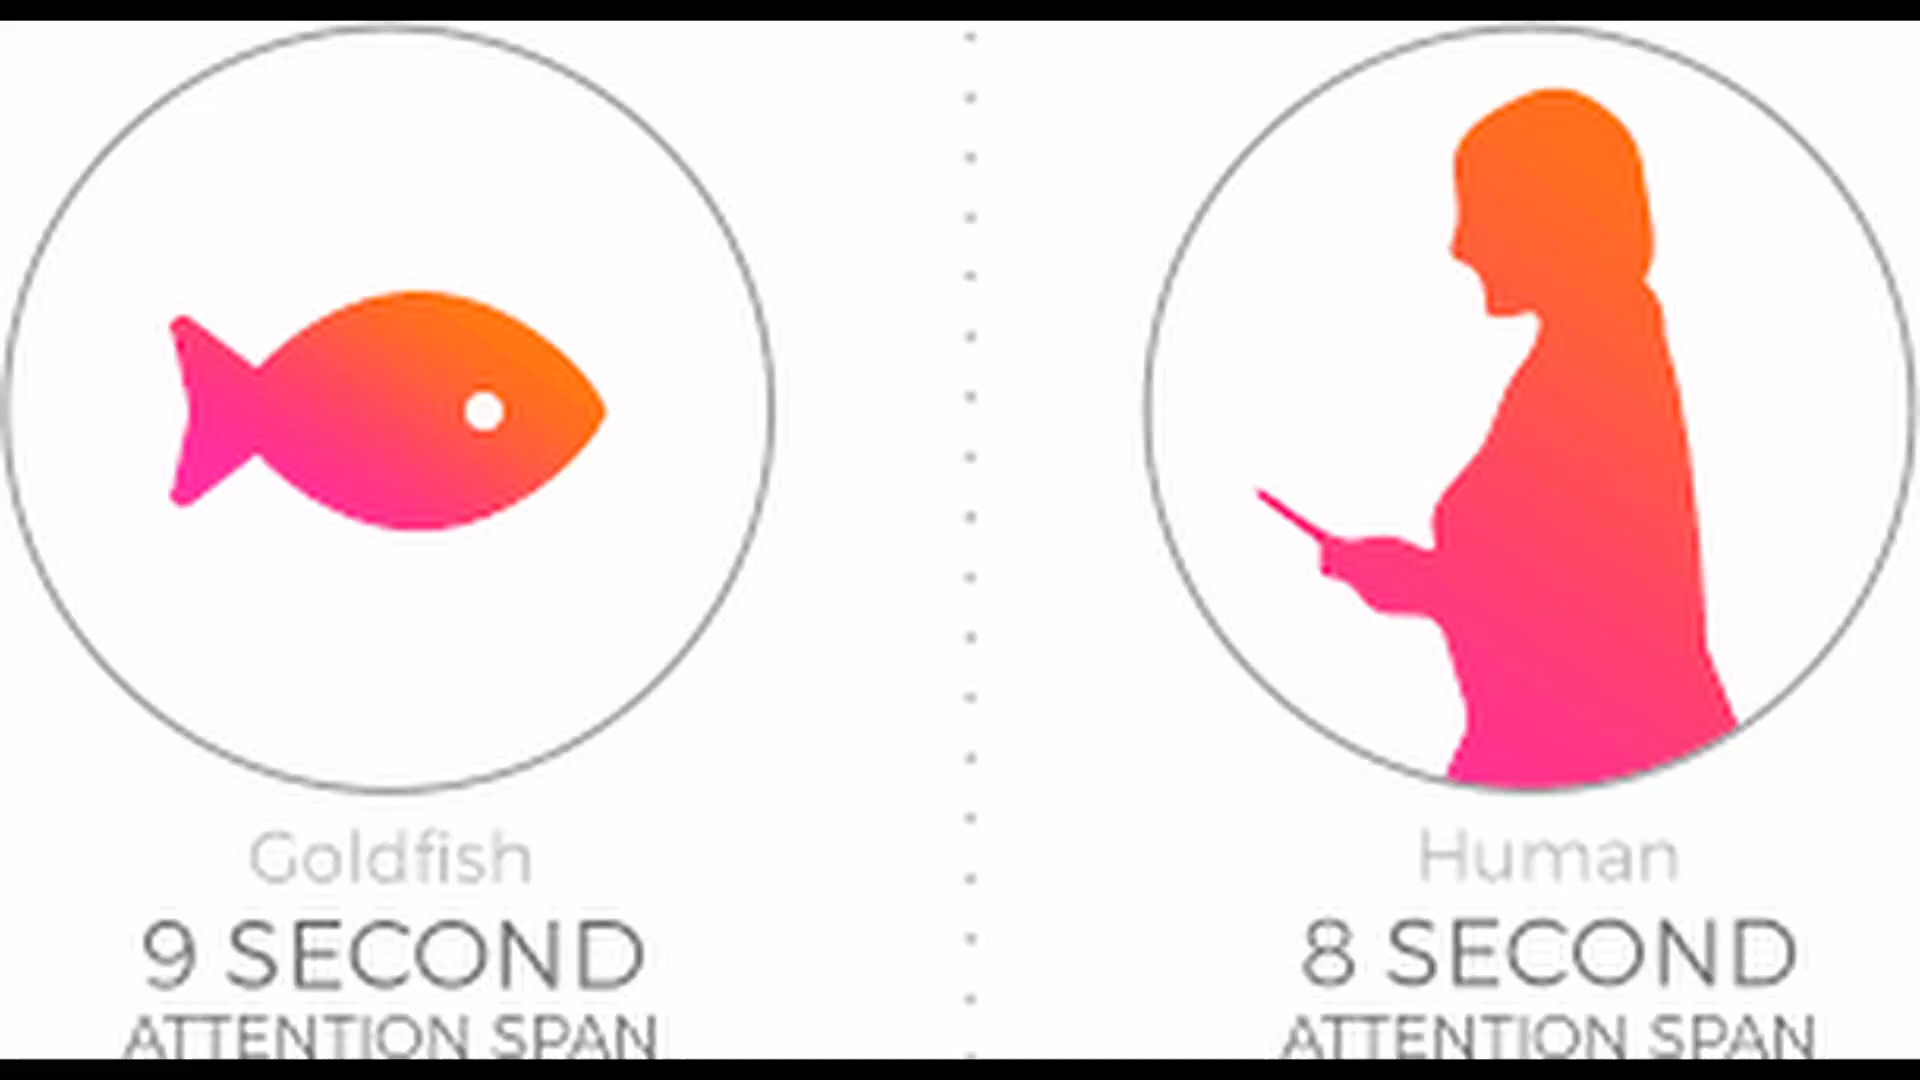 Goldfish
9 SECOND
ATTENTION SPAN
Human
8 SECOND
ATTENTION SPAN